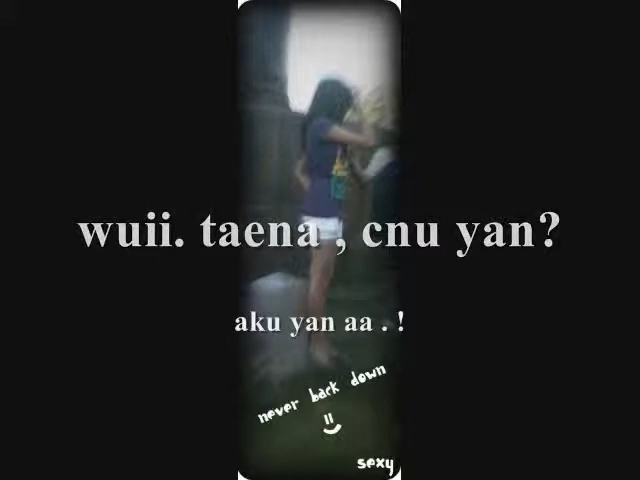 wuii. taena , cnu yan?
aku yan aa . !
never back down
=)
sexy